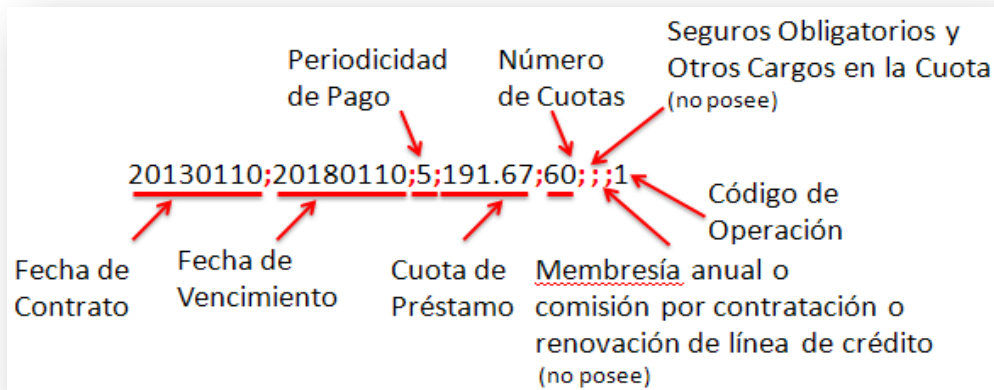 Periodicidad
de Pago
Número
de Cuotas
Seguros Obligatorios y
Otros Cargos en la Cuota
(no posee)
20130110;20180110;5;191.67;60;;;1
Código de
Operación
Fecha de
Contrato
Fecha de
Vencimiento
Cuota de
Préstamo
Membresía anual o
comisión por contratación o
renovación de línea de crédito
(no posee)